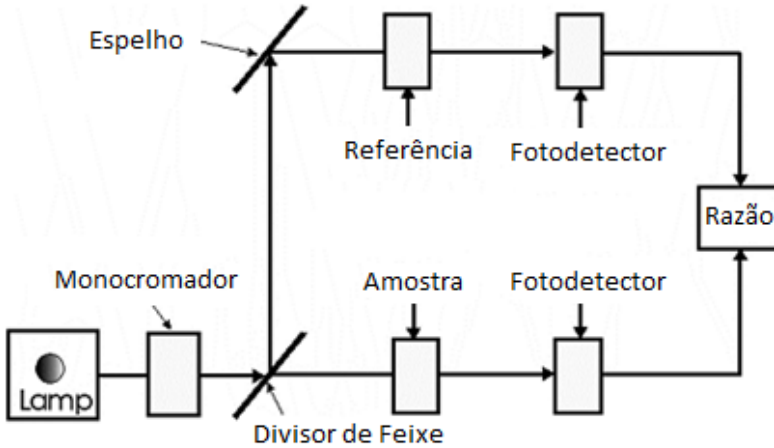 Espelho
Referência
Fotodetector
Razão
Monocromador
Amostra
Fotodetector
Lamp
Divisor de Feixe